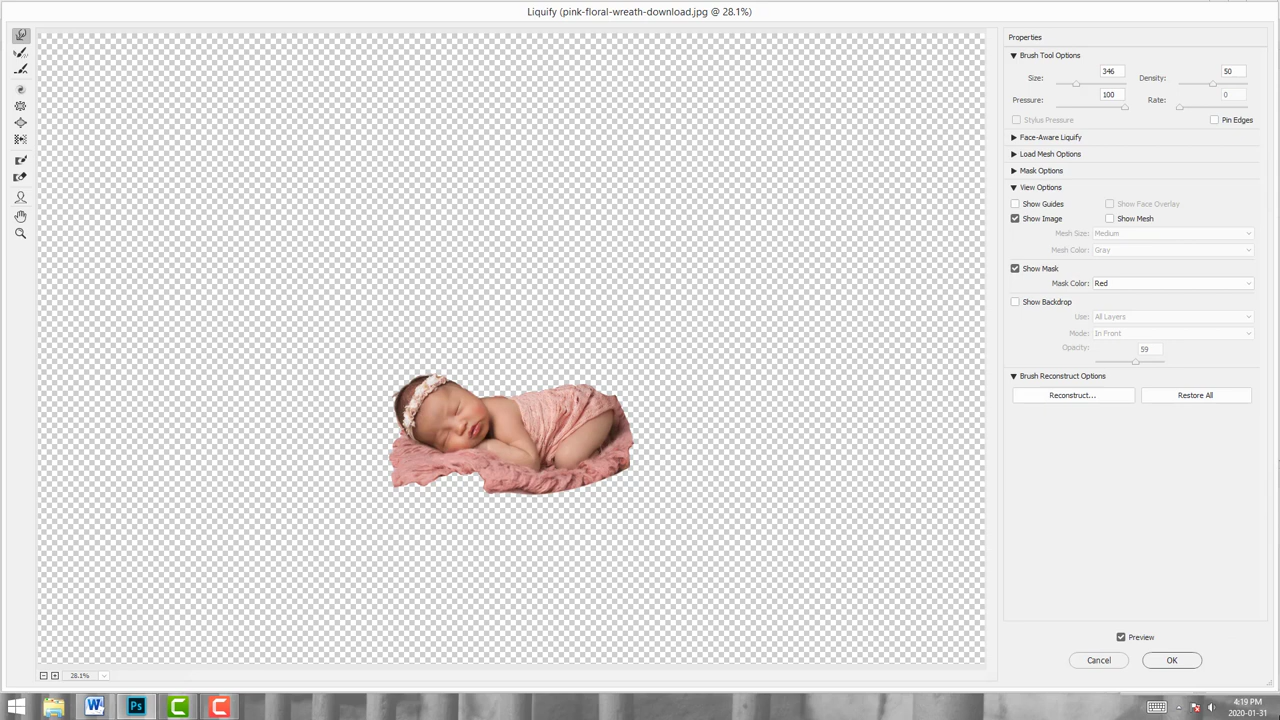 Liquify (pink-floral-wreath-download.jpg @ 28.1%)
Properties
Brush Tool Options
Size: 346 Density: 50
Pressure: 100 Rate: 0
Stylus Pressure Pin Edges
Face-Aware Liquify
Load Mesh Options
Mask Options
View Options
Show Guides Show Face Overlay
Show Image Show Mesh
Mesh Size: Medium
Mesh Color: Gray
Show Mask
Mask Color: Red
Show Backdrop
Use: All Layers
Mode: In Front
Opacity: 59
Brush Reconstruct Options
Reconstruct... Restore All
Preview
Cancel OK
28.1%
W Ps C C
4:19 PM
2020-01-31